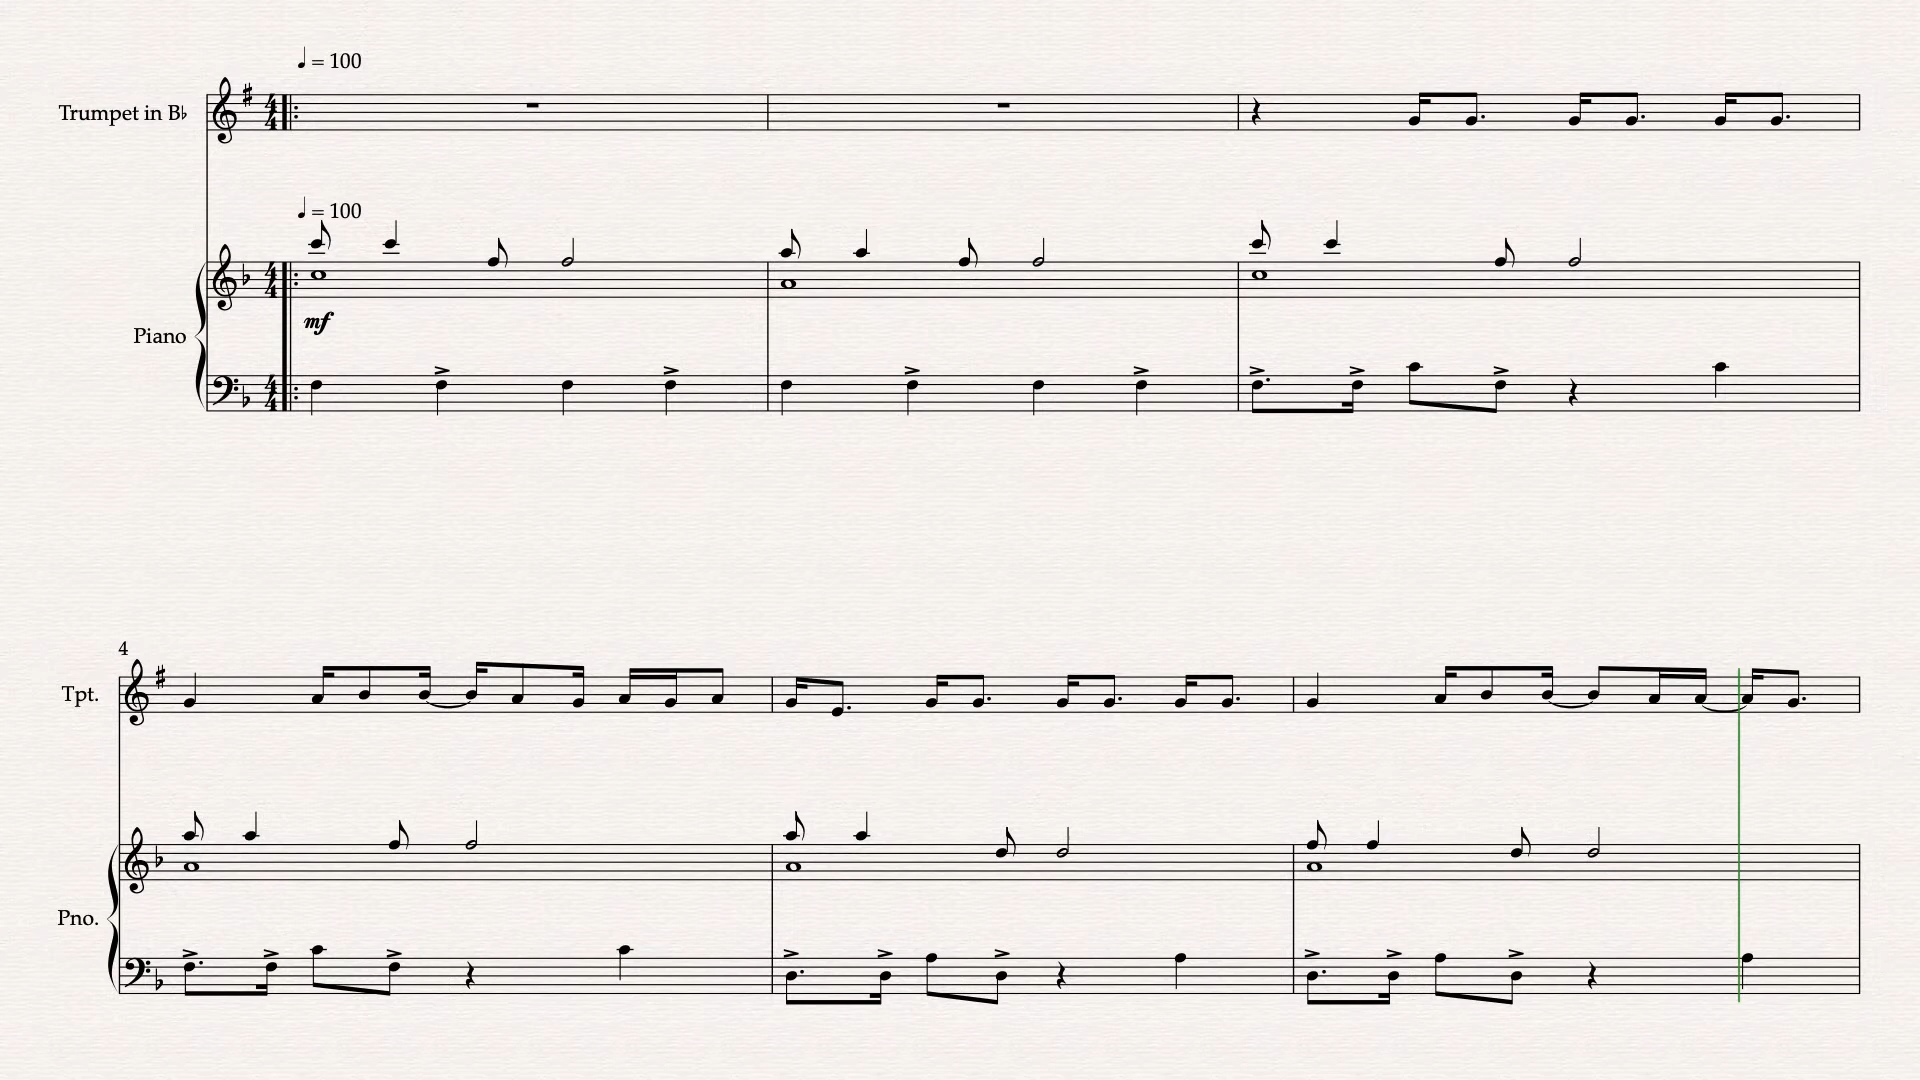 ♩ = 100
Trumpet in B♭
♩ = 100
mf
Piano
4
Tpt.
Pno.